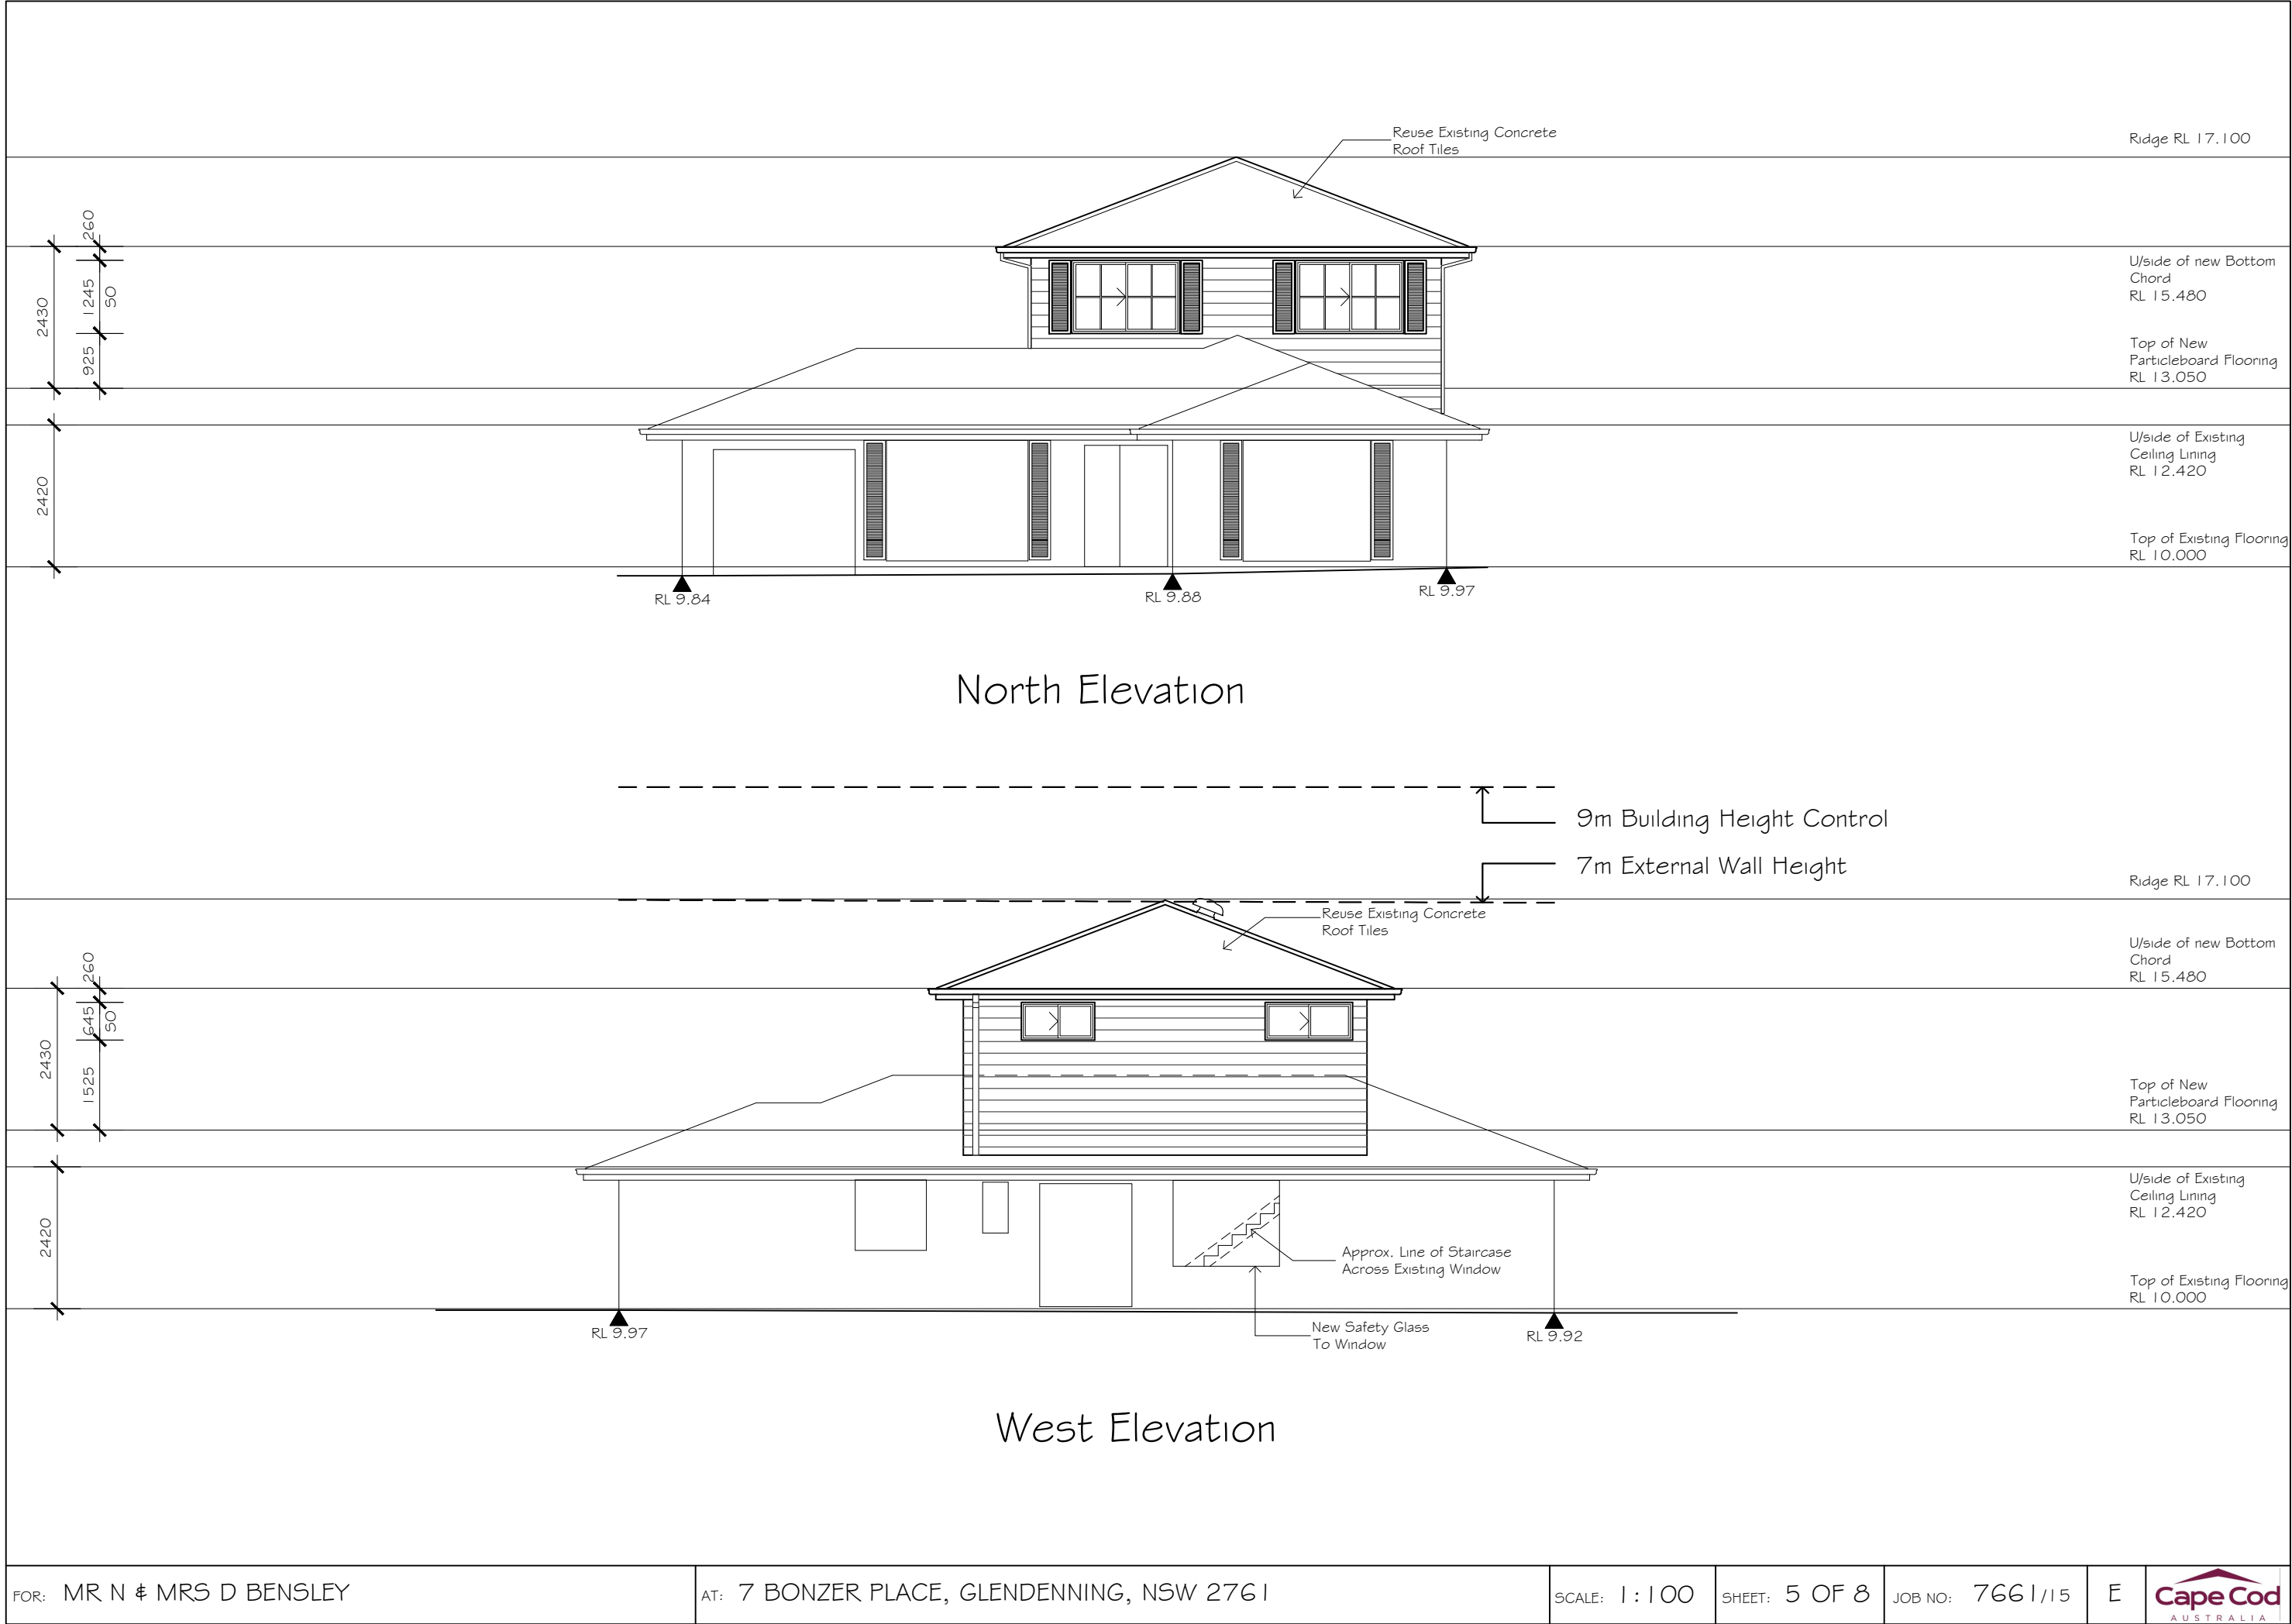 Reuse Existing Concrete
Roof Tiles
Ridge RL 17.100
260
1245
50
2430
925
U/side of new Bottom
Chord
RL 15.480
Top of New
Particleboard Flooring
RL 13.050
2420
U/side of Existing
Ceiling Lining
RL 12.420
Top of Existing Flooring
RL 10.000
RL 9.84
RL 9.88
RL 9.97
North Elevation
9m Building Height Control
7m External Wall Height
Ridge RL 17.100
Reuse Existing Concrete
Roof Tiles
260
645
50
2430
1525
U/side of new Bottom
Chord
RL 15.480
Top of New
Particleboard Flooring
RL 13.050
2420
U/side of Existing
Ceiling Lining
RL 12.420
Approx. Line of Staircase
Across Existing Window
Top of Existing Flooring
RL 10.000
New Safety Glass
To Window
RL 9.97
RL 9.92
West Elevation
FOR: MR N & MRS D BENSLEY
AT: 7 BONZER PLACE, GLENDENNING, NSW 2761
SCALE: 1:100
SHEET: 5 OF 8
JOB NO: 7661/15
E
Cape Cod
AUSTRALIA